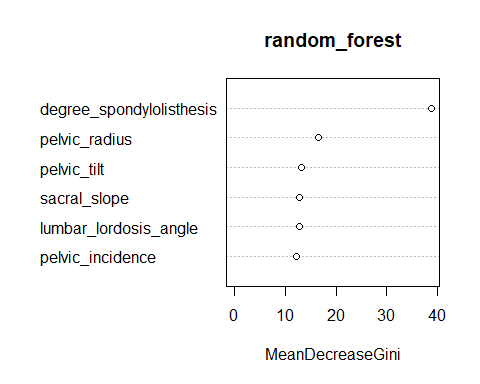 random_forest
degree_spondylolisthesis
pelvic_radius
pelvic_tilt
sacral_slope
lumbar_lordosis_angle
pelvic_incidence
0 10 20 30 40
MeanDecreaseGini